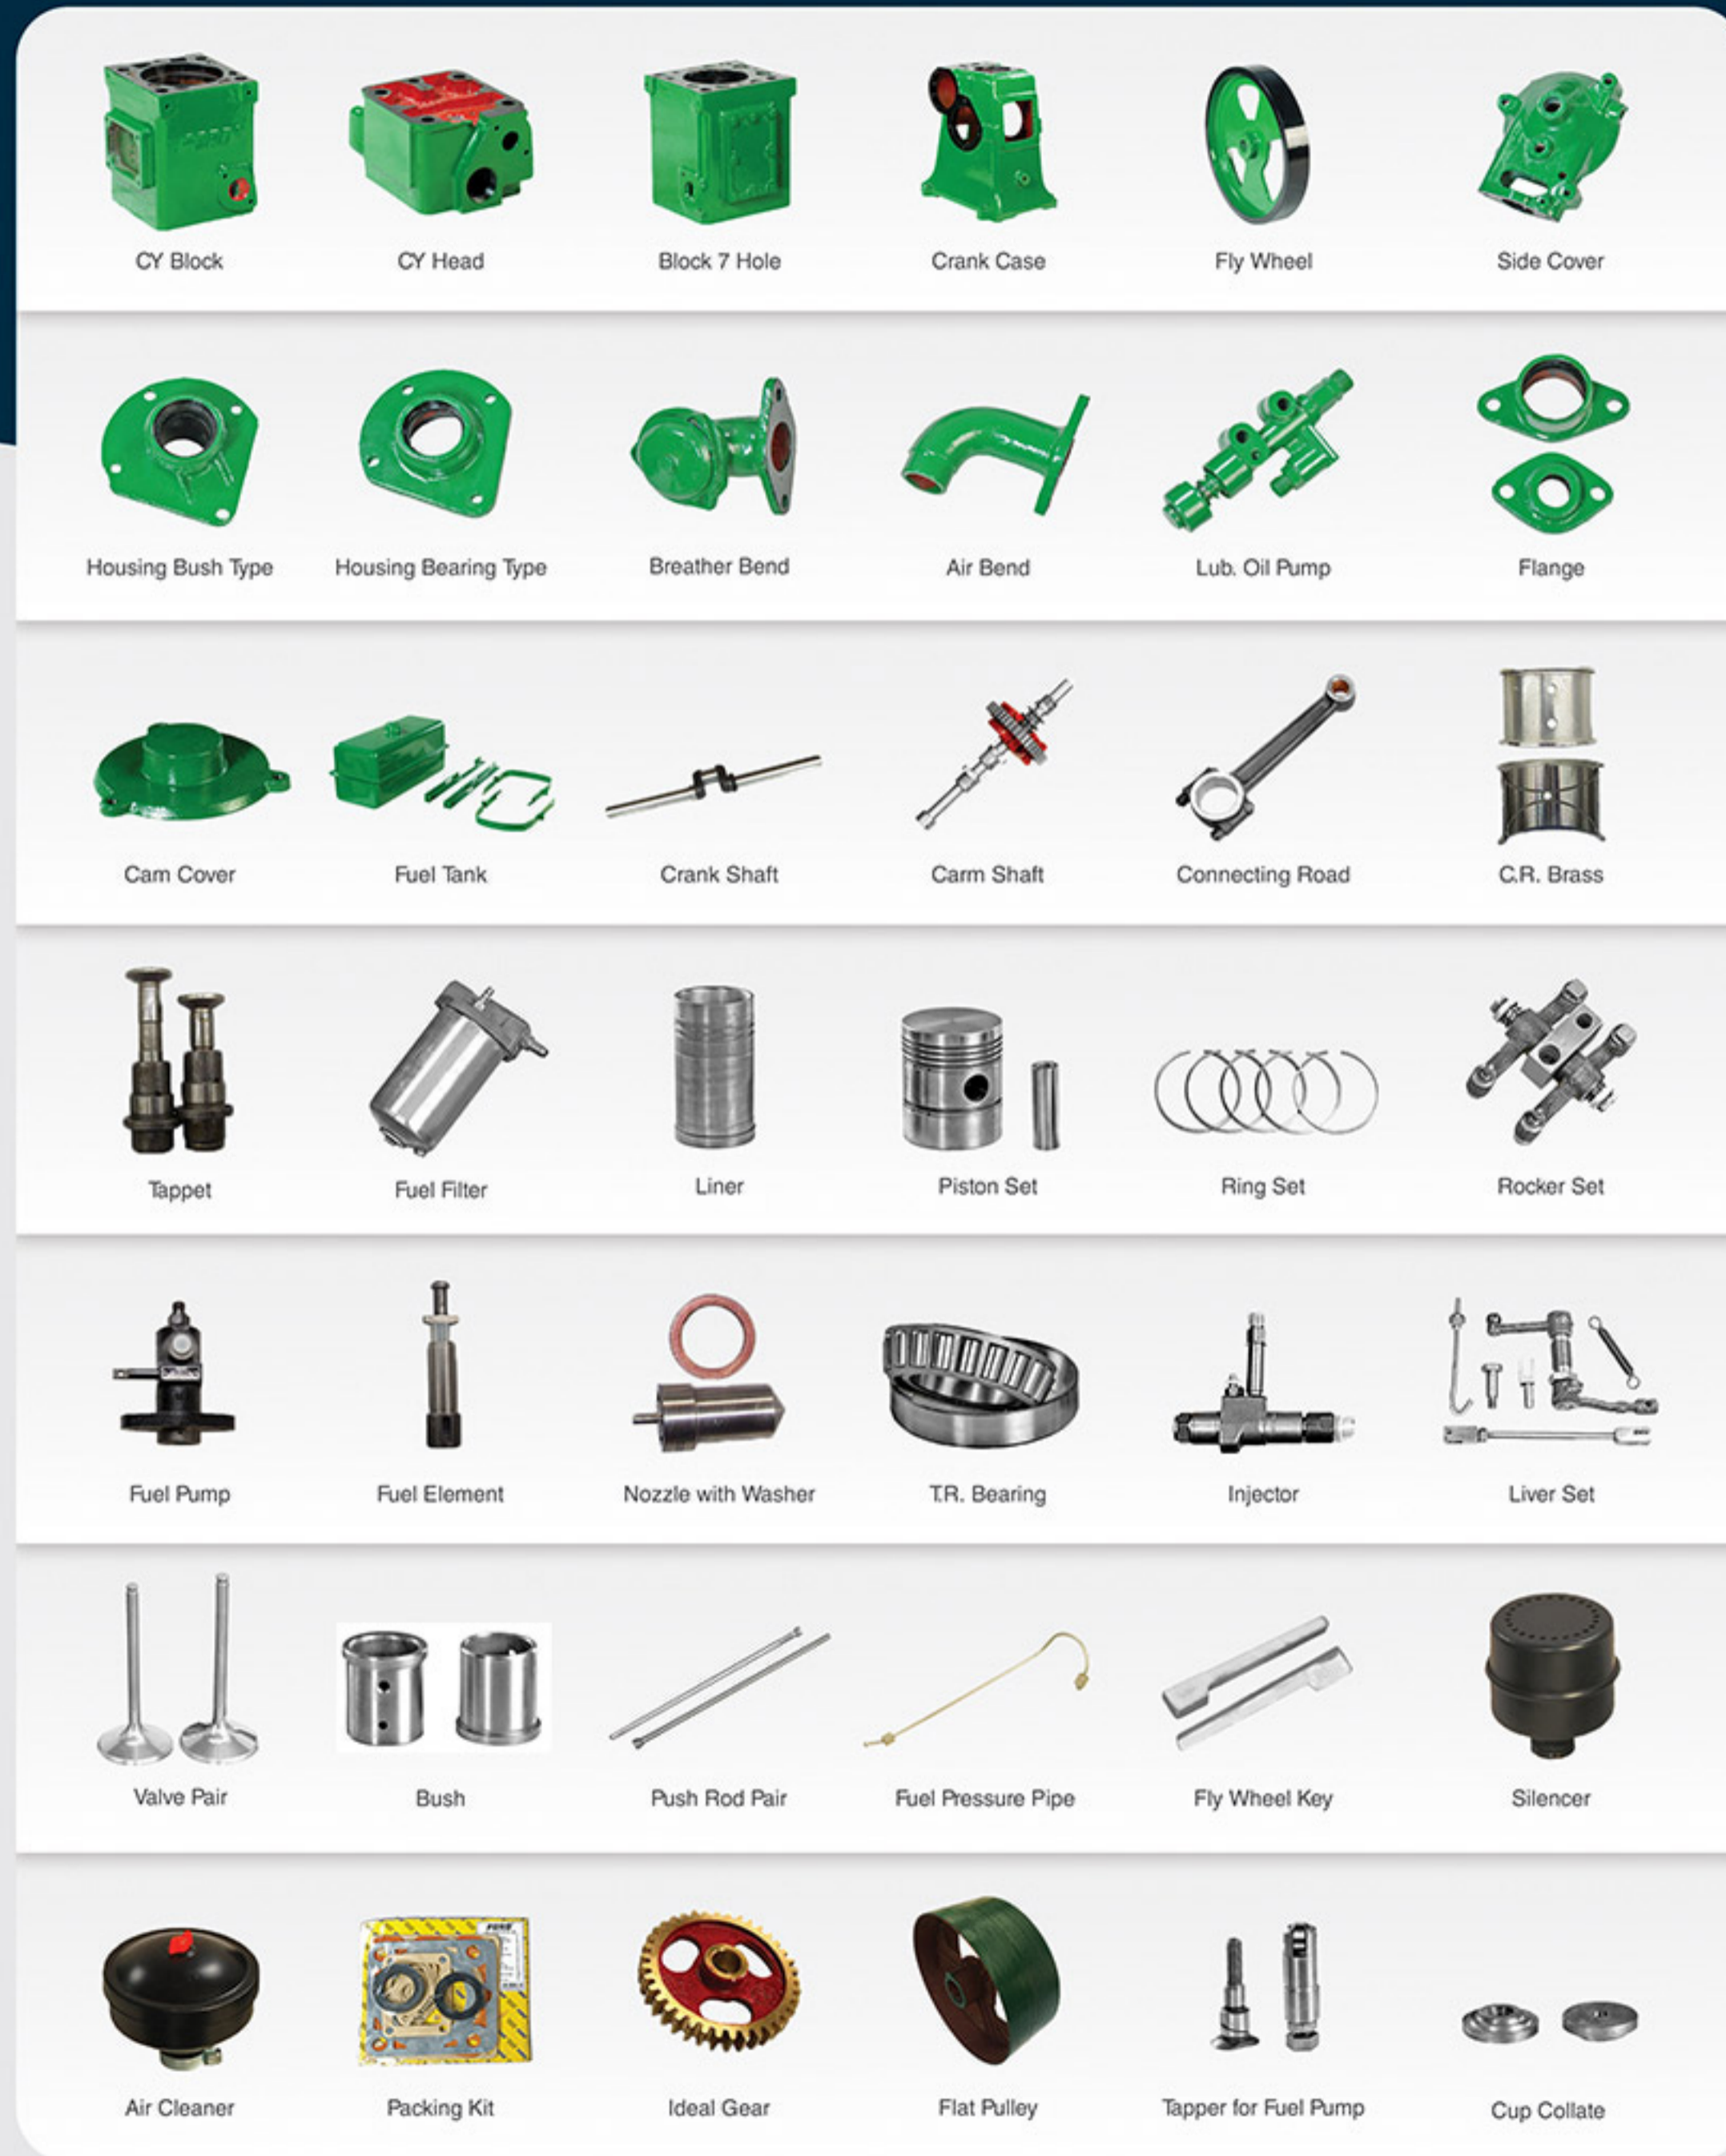 CY Block
CY Head
Block 7 Hole
Crank Case
Fly Wheel
Side Cover
Housing Bush Type
Housing Bearing Type
Breather Bend
Air Bend
Lub. Oil Pump
Flange
Cam Cover
Fuel Tank
Crank Shaft
Carm Shaft
Connecting Road
C.R. Brass
Tappet
Fuel Filter
Liner
Piston Set
Ring Set
Rocker Set
Fuel Pump
Fuel Element
Nozzle with Washer
T.R. Bearing
Injector
Liver Set
Valve Pair
Bush
Push Rod Pair
Fuel Pressure Pipe
Fly Wheel Key
Silencer
Air Cleaner
Packing Kit
Ideal Gear
Flat Pulley
Tapper for Fuel Pump
Cup Collate